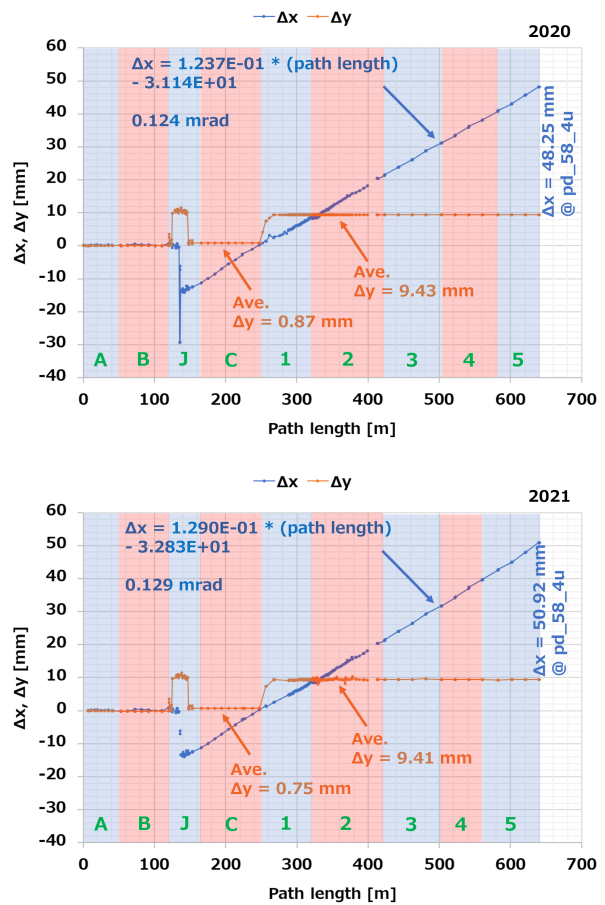 Δx Δy
2020
60
50
40
30
20
10
0
-10
-20
-30
-40
Δx, Δy [mm]
Δx = 1.237E-01 * (path length)
- 3.114E+01
0.124 mrad
Δx = 48.25 mm
@ pd_58_4u
Ave.
Δy = 0.87 mm
Ave.
Δy = 9.43 mm
A B J C 1 2 3 4 5
0 100 200 300 400 500 600 700
Path length [m]
Δx Δy
2021
60
50
40
30
20
10
0
-10
-20
-30
-40
Δx, Δy [mm]
Δx = 1.290E-01 * (path length)
- 3.283E+01
0.129 mrad
Δx = 50.92 mm
@ pd_58_4u
Ave.
Δy = 0.75 mm
Ave.
Δy = 9.41 mm
A B J C 1 2 3 4 5
0 100 200 300 400 500 600 700
Path length [m]